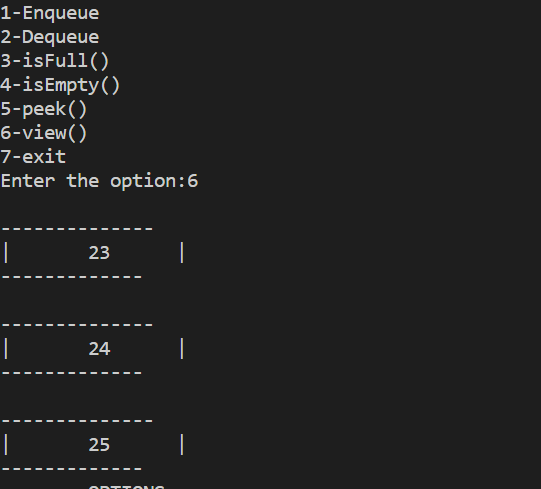 1-Enqueue
2-Dequeue
3-isFull()
4-isEmpty()
5-peek()
6-view()
7-exit
Enter the option:6
--------------
|       23      |
-------------
--------------
|       24      |
-------------
--------------
|       25      |
-------------
OPTIONS